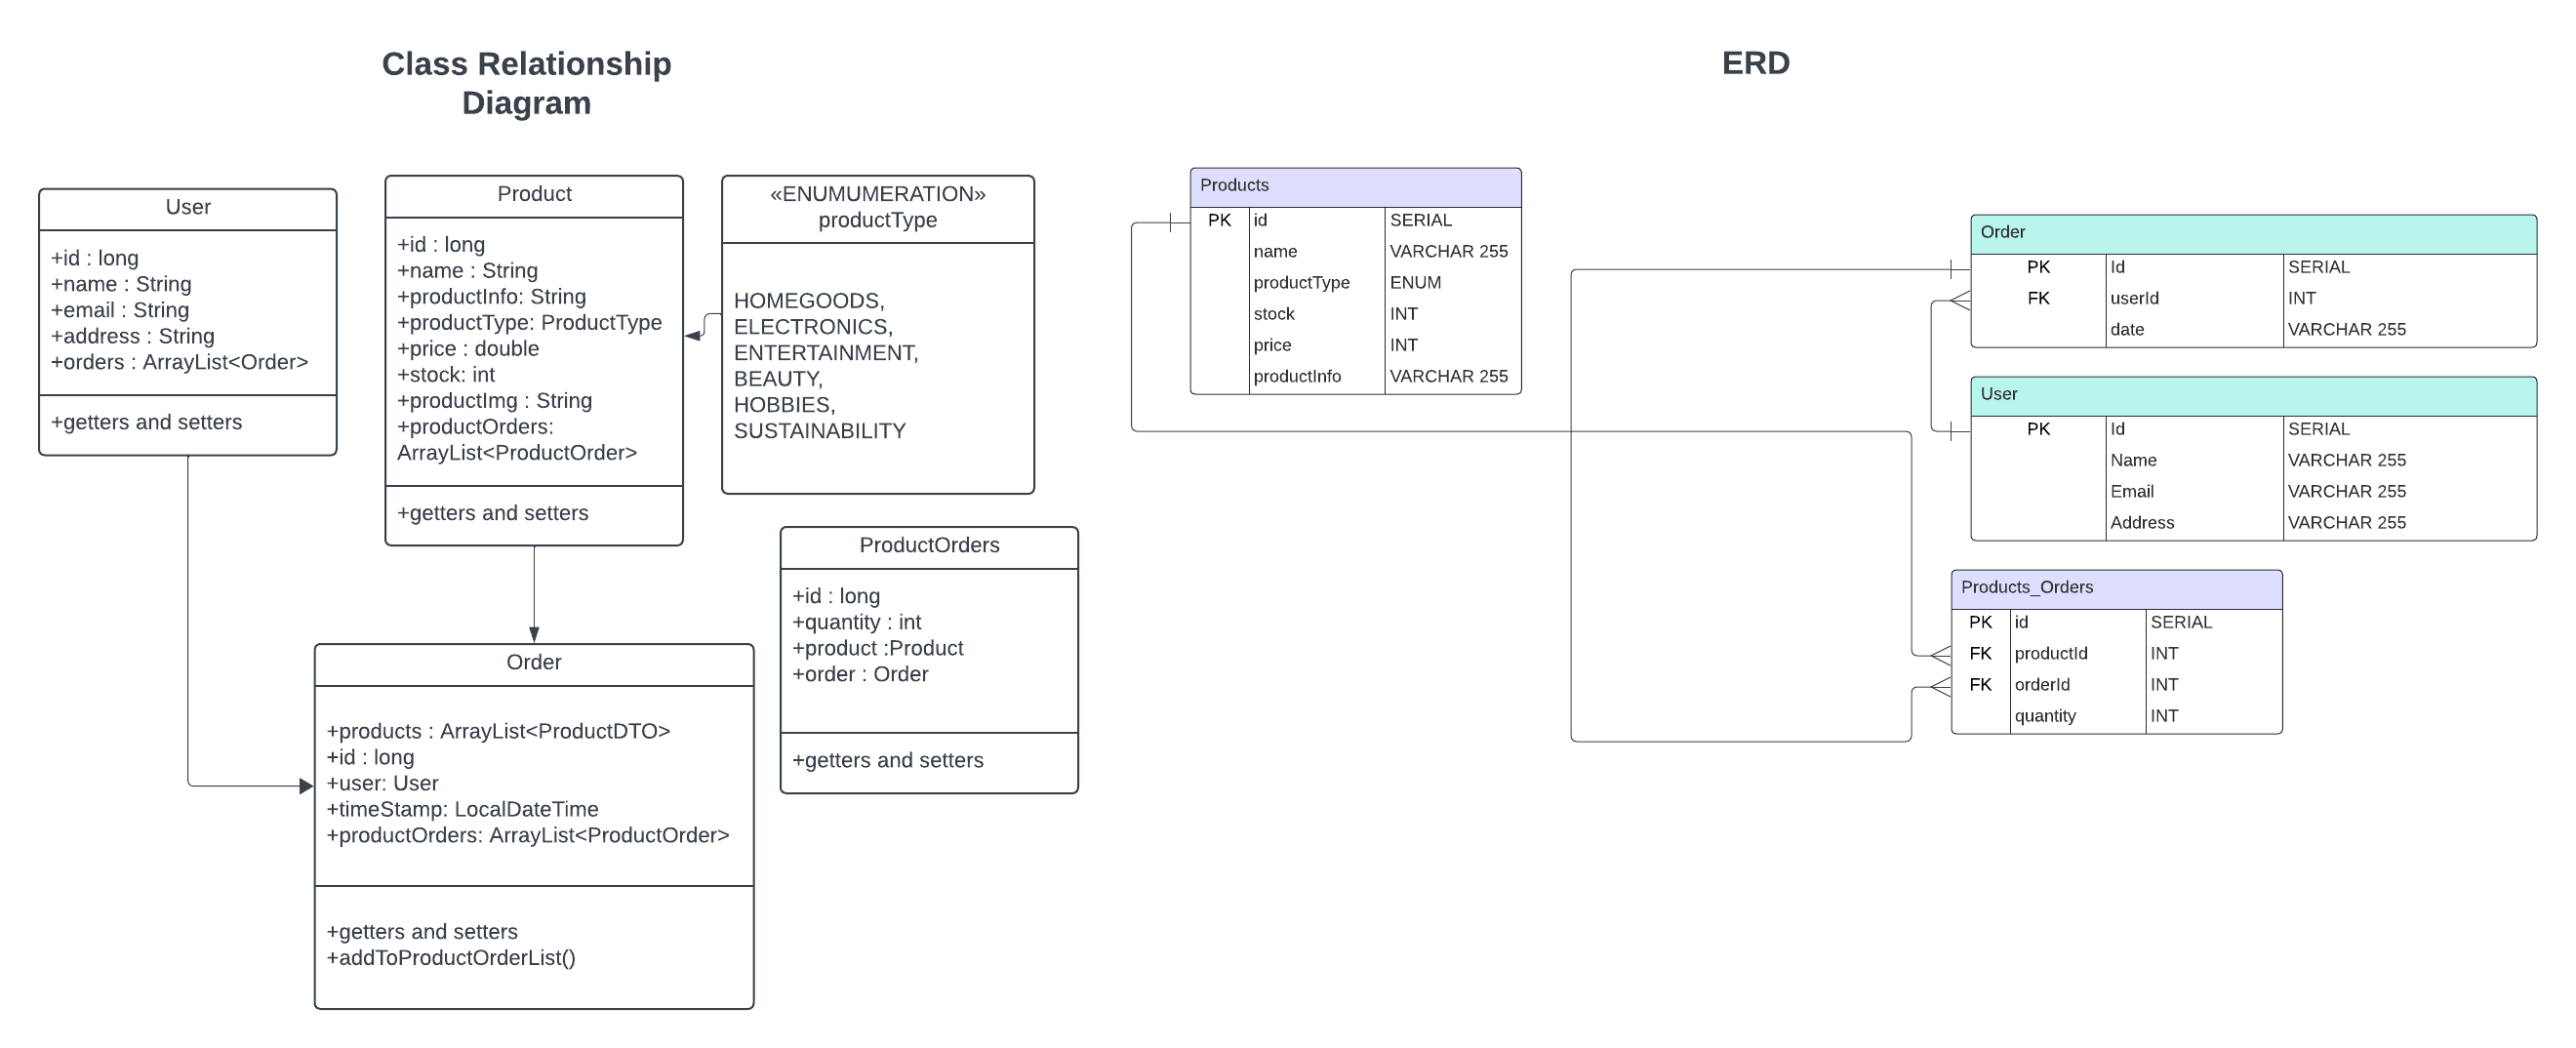 Class Relationship
Diagram
ERD
User
+id : long
+name : String
+email : String
+address : String
+orders : ArrayList<Order>
+getters and setters
Product
+id : long
+name : String
+productInfo: String
+productType: ProductType
+price : double
+stock: int
+productImg : String
+productOrders:
ArrayList<ProductOrder>
+getters and setters
«ENUMUMERATION»
productType
HOMEGOODS,
ELECTRONICS,
ENTERTAINMENT,
BEAUTY,
HOBBIES,
SUSTAINABILITY
ProductOrders
+id : long
+quantity : int
+product :Product
+order : Order
+getters and setters
Order
+products : ArrayList<ProductDTO>
+id : long
+user: User
+timeStamp: LocalDateTime
+productOrders: ArrayList<ProductOrder>
+getters and setters
+addToProductOrderList()
Products
PK id SERIAL
name VARCHAR 255
productType ENUM
stock INT
price INT
productInfo VARCHAR 255
Order
PK Id SERIAL
FK userId INT
date VARCHAR 255
User
PK Id SERIAL
Name VARCHAR 255
Email VARCHAR 255
Address VARCHAR 255
Products_Orders
PK id SERIAL
FK productId INT
FK orderId INT
quantity INT